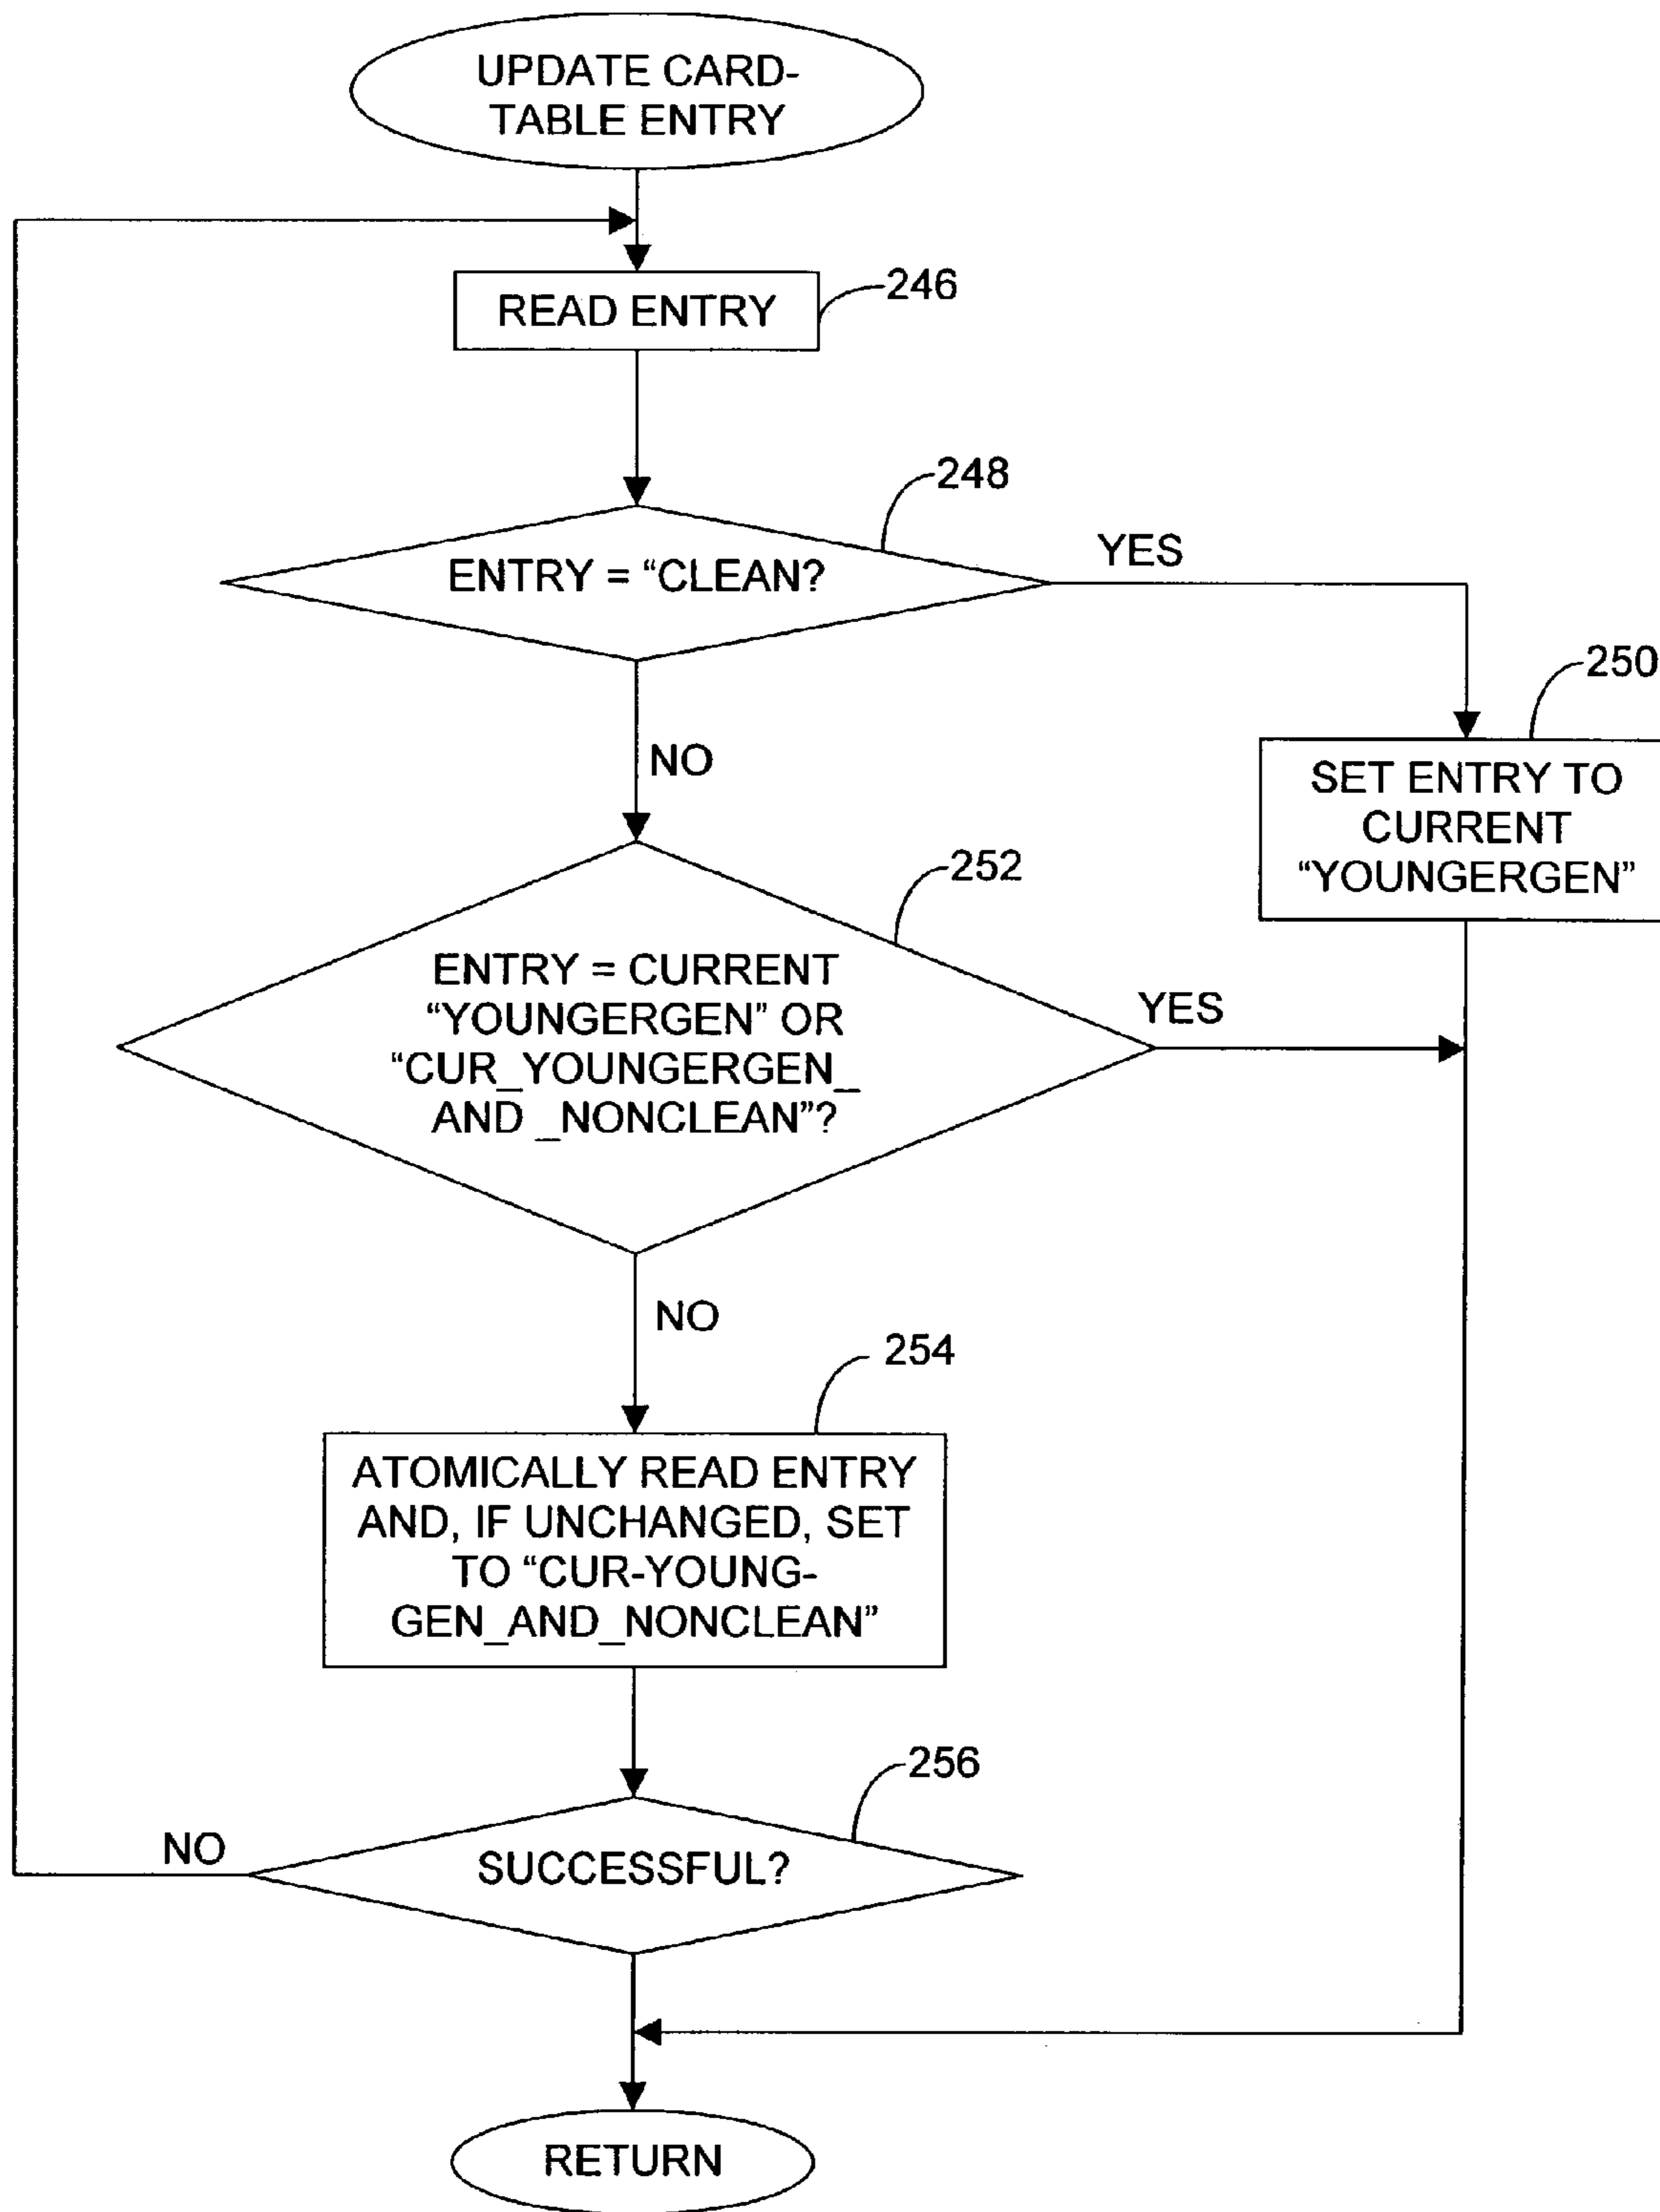 UPDATE CARD-
TABLE ENTRY
READ ENTRY
246
248
ENTRY = “CLEAN?
YES
250
NO
SET ENTRY TO
CURRENT
“YOUNGERGEN”
252
ENTRY = CURRENT
“YOUNGERGEN” OR
“CUR_YOUNGERGEN_
AND _NONCLEAN”?
YES
NO
254
ATOMICALLY READ ENTRY
AND, IF UNCHANGED, SET
TO “CUR-YOUNG-
GEN_AND_NONCLEAN”
256
NO
SUCCESSFUL?
RETURN